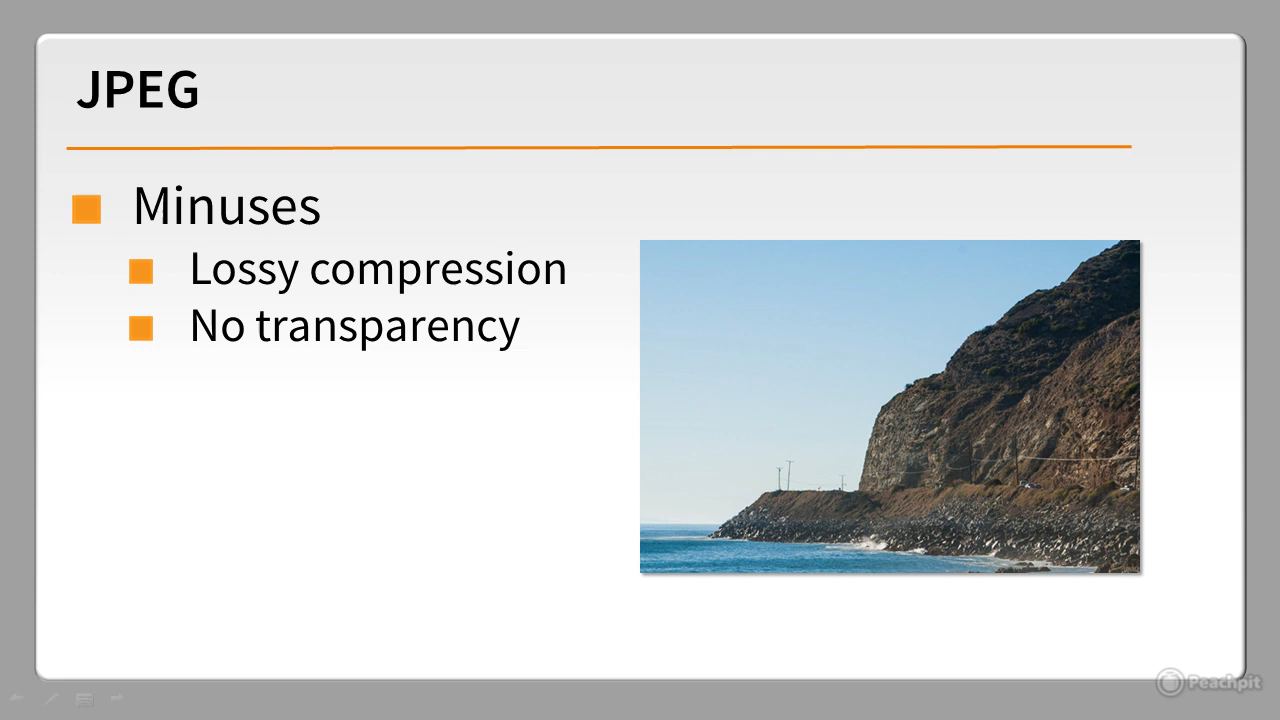 JPEG
Minuses
Lossy compression
No transparency
Peachpit